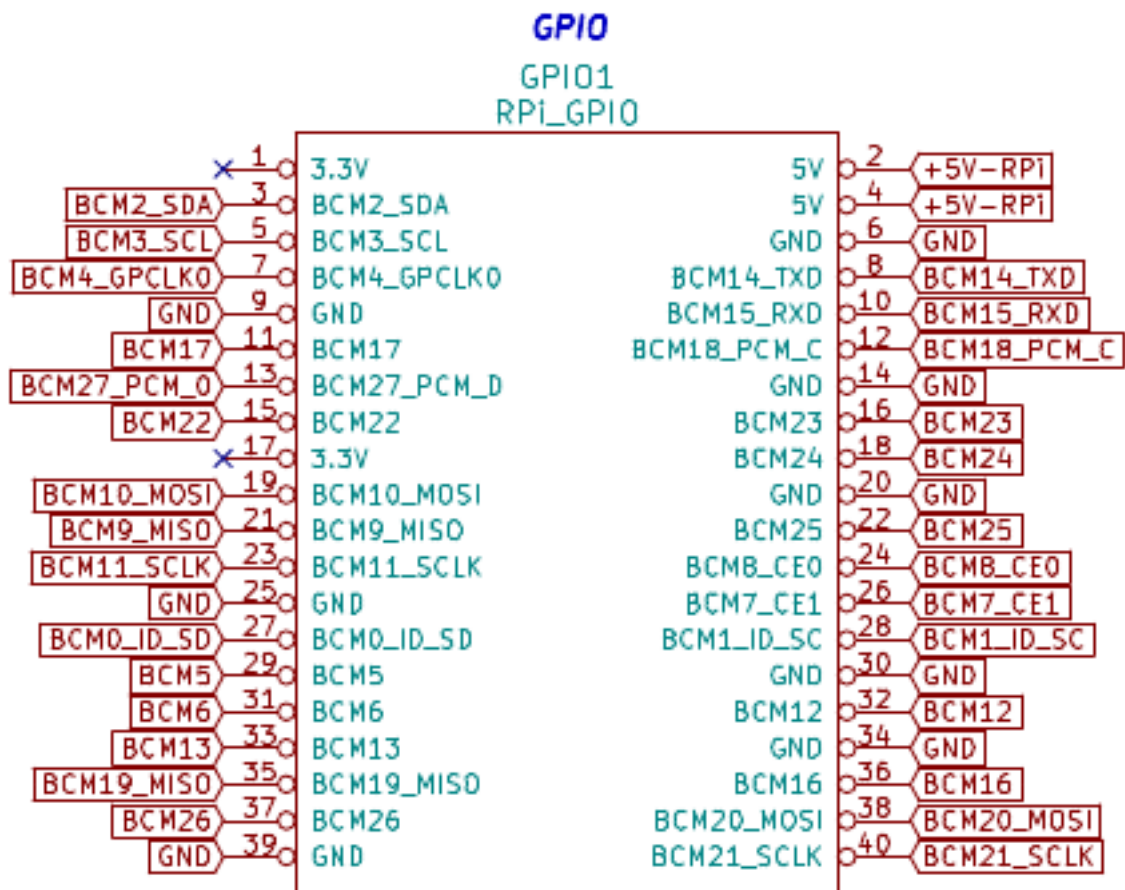 GPIO
GPIO1
RPi_GPIO
1 3.3V 5V 2 +5V-RPi
BCM2_SDA 3 BCM2_SDA 5V 4 +5V-RPi
BCM3_SCL 5 BCM3_SCL GND 6 GND
BCM4_GPCLK0 7 BCM4_GPCLK0 BCM14_TXD 8 BCM14_TXD
GND 9 GND BCM15_RXD 10 BCM15_RXD
BCM17 11 BCM17 BCM18_PCM_C 12 BCM18_PCM_C
BCM27_PCM_0 13 BCM27_PCM_D GND 14 GND
BCM22 15 BCM22 BCM23 16 BCM23
17 3.3V BCM24 18 BCM24
BCM10_MOSI 19 BCM10_MOSI GND 20 GND
BCM9_MISO 21 BCM9_MISO BCM25 22 BCM25
BCM11_SCLK 23 BCM11_SCLK BCM8_CE0 24 BCM8_CE0
GND 25 GND BCM7_CE1 26 BCM7_CE1
BCM0_ID_SD 27 BCM0_ID_SD BCM1_ID_SC 28 BCM1_ID_SC
BCM5 29 BCM5 GND 30 GND
BCM6 31 BCM6 BCM12 32 BCM12
BCM13 33 BCM13 GND 34 GND
BCM19_MISO 35 BCM19_MISO BCM16 36 BCM16
BCM26 37 BCM26 BCM20_MOSI 38 BCM20_MOSI
GND 39 GND BCM21_SCLK 40 BCM21_SCLK